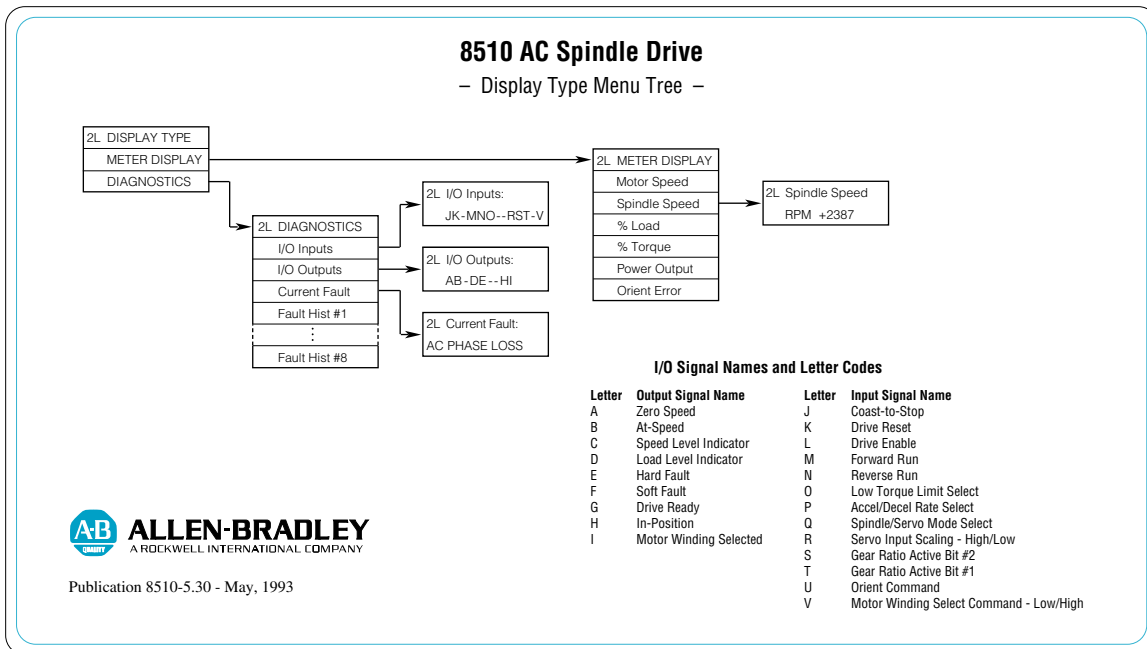 8510 AC Spindle Drive
– Display Type Menu Tree –
2L DISPLAY TYPE
METER DISPLAY
DIAGNOSTICS
2L DIAGNOSTICS
I/O Inputs
I/O Outputs
Current Fault
Fault Hist #1
⋮
Fault Hist #8
2L I/O Inputs:
JK-MNO--RST-V
2L I/O Outputs:
AB-DE--HI
2L Current Fault:
AC PHASE LOSS
2L METER DISPLAY
Motor Speed
Spindle Speed
% Load
% Torque
Power Output
Orient Error
2L Spindle Speed
RPM +2387
I/O Signal Names and Letter Codes
Letter Output Signal Name
A Zero Speed
B At-Speed
C Speed Level Indicator
D Load Level Indicator
E Hard Fault
F Soft Fault
G Drive Ready
H In-Position
I Motor Winding Selected
Letter Input Signal Name
J Coast-to-Stop
K Drive Reset
L Drive Enable
M Forward Run
N Reverse Run
O Low Torque Limit Select
P Accel/Decel Rate Select
Q Spindle/Servo Mode Select
R Servo Input Scaling - High/Low
S Gear Ratio Active Bit #2
T Gear Ratio Active Bit #1
U Orient Command
V Motor Winding Select Command - Low/High
A-B
QUALITY
ALLEN-BRADLEY
A ROCKWELL INTERNATIONAL COMPANY
Publication 8510-5.30 - May, 1993